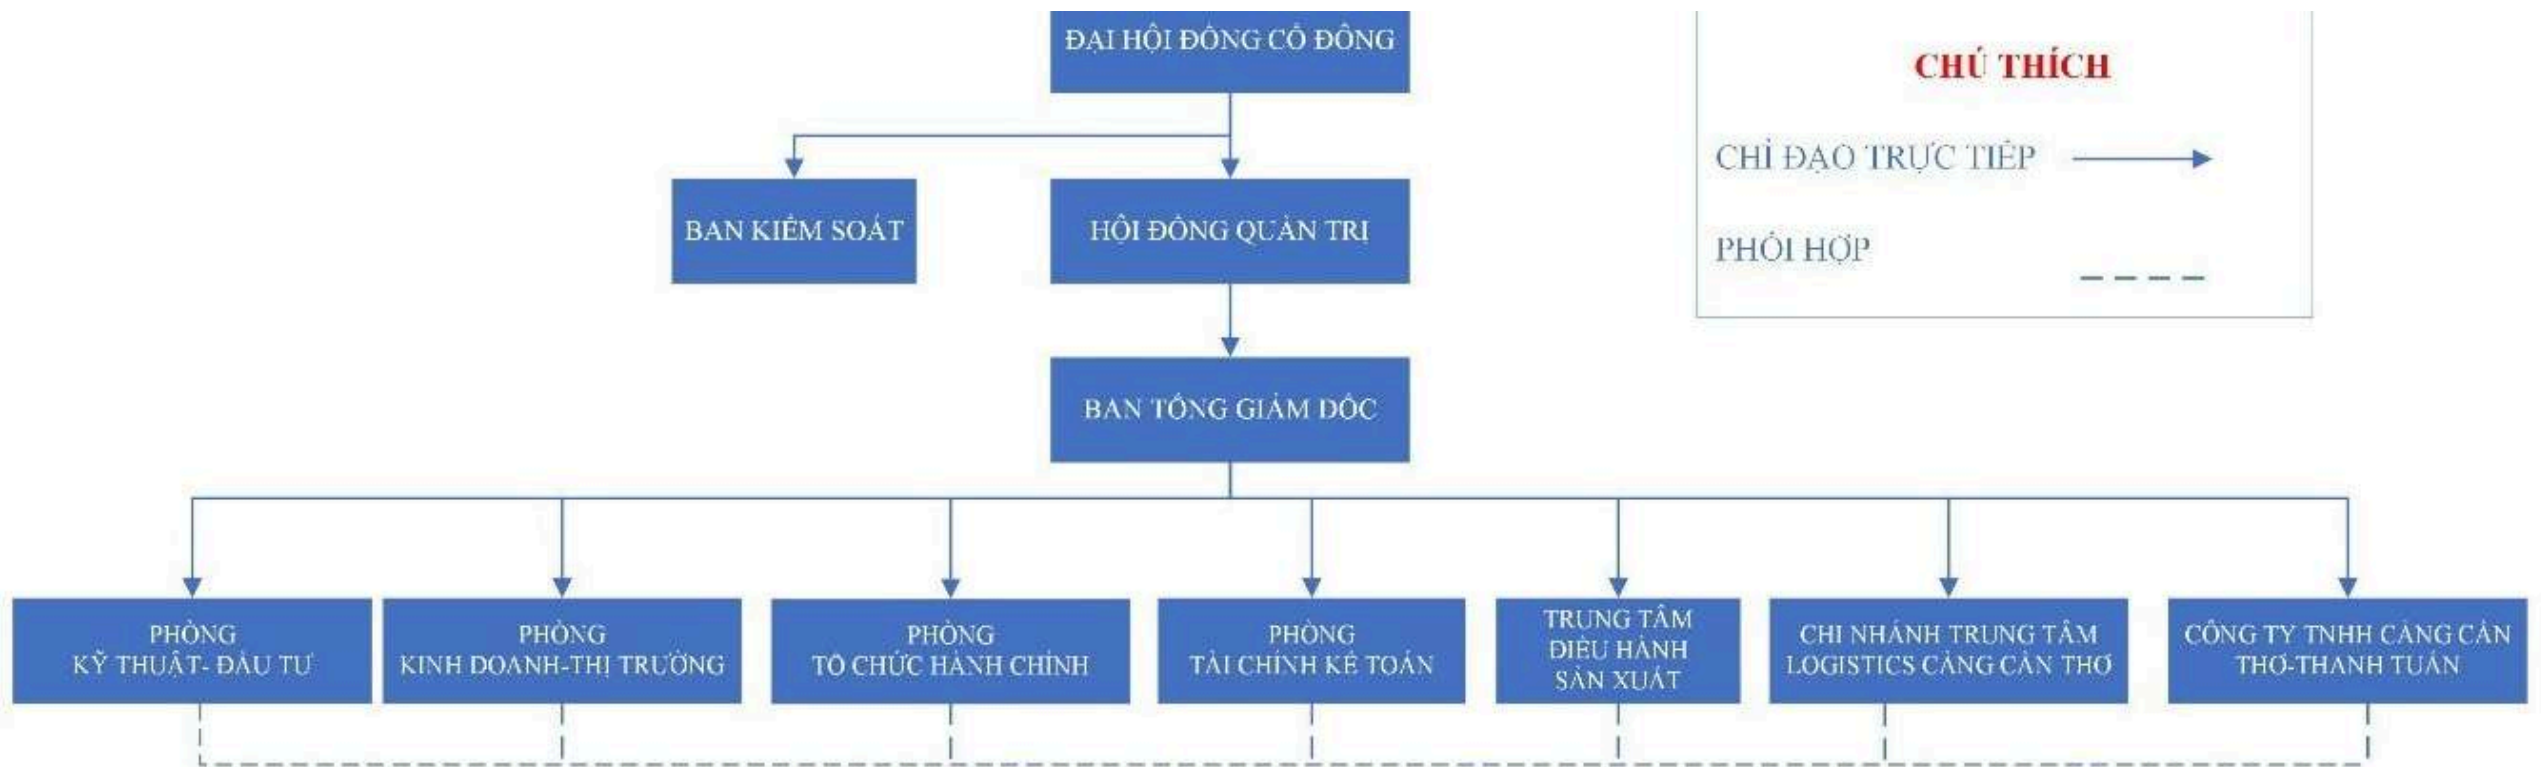 ĐẠI HỘI ĐỒNG CỔ ĐÔNG
CHÚ THÍCH
CHỈ ĐẠO TRỰC TIẾP
BAN KIỂM SOÁT
HỘI ĐỒNG QUẢN TRỊ
PHỐI HỢP
BAN TỔNG GIÁM ĐỐC
PHÒNG
KỸ THUẬT- ĐẦU TƯ
PHÒNG
KINH DOANH-THỊ TRƯỜNG
PHÒNG
TỔ CHỨC HÀNH CHÍNH
PHÒNG
TÀI CHÍNH KẾ TOÁN
TRUNG TÂM
ĐIỀU HÀNH
SẢN XUẤT
CHI NHÁNH TRUNG TÂM
LOGISTICS CẢNG CẦN THƠ
CÔNG TY TNHH CẢNG CẦN
THƠ-THANH TUẤN